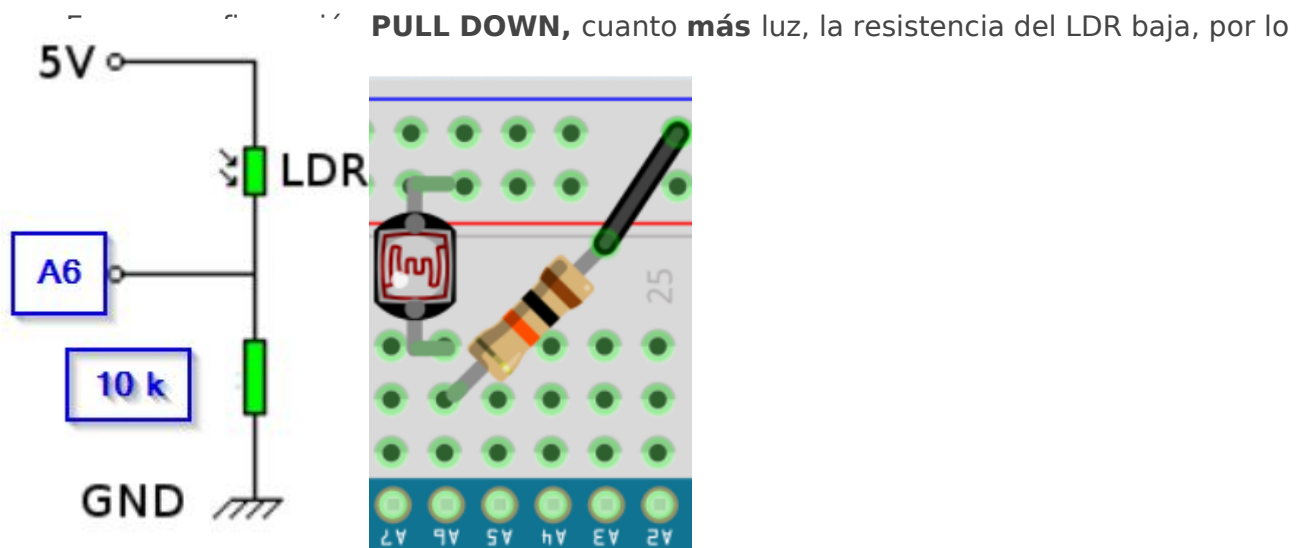 PULL DOWN, cuanto más luz, la resistencia del LDR baja, por lo
5V
LDR
A6
10 k
GND
25
A7 A6 A5 A4 A3 A2